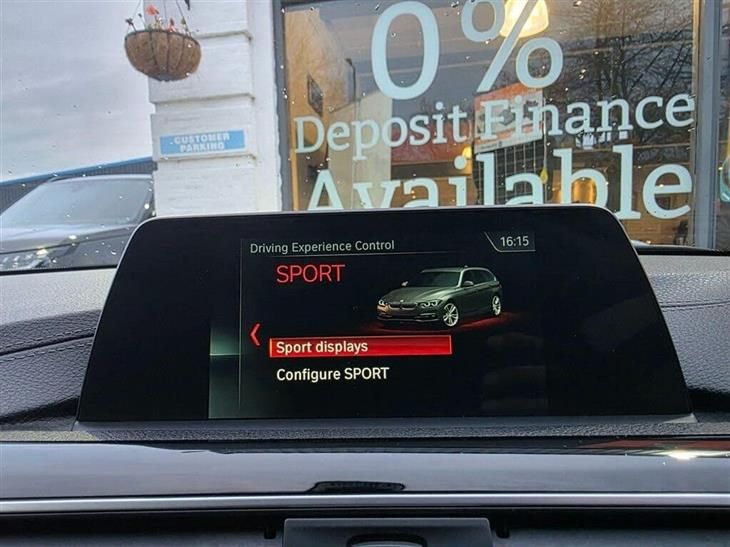 0%
Deposit Finance
Available
CUSTOMER
PARKING
Driving Experience Control
16:15
SPORT
Sport displays
Configure SPORT